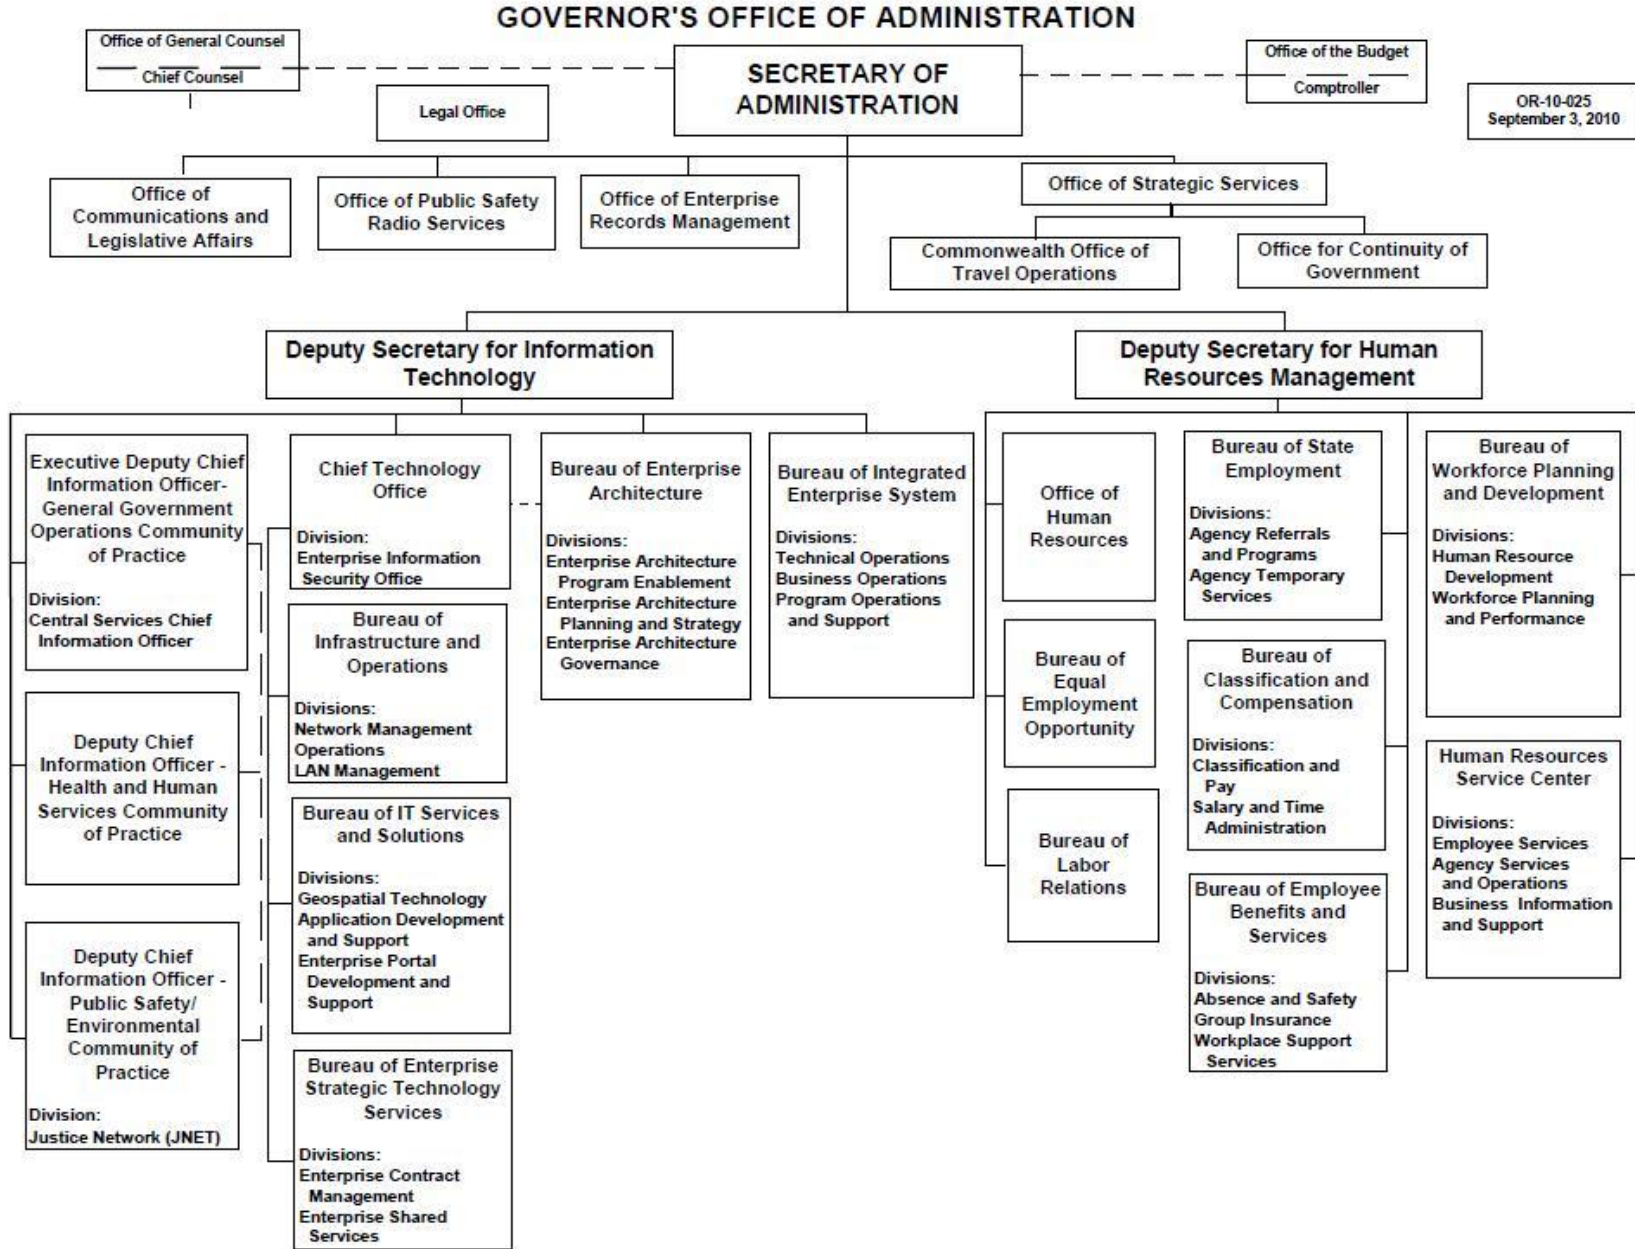 GOVERNOR'S OFFICE OF ADMINISTRATION
Office of General Counsel
Chief Counsel
Legal Office
SECRETARY OF
ADMINISTRATION
Office of the Budget
Comptroller
OR-10-025
September 3, 2010
Office of
Communications and
Legislative Affairs
Office of Public Safety
Radio Services
Office of Enterprise
Records Management
Office of Strategic Services
Commonwealth Office of
Travel Operations
Office for Continuity of
Government
Deputy Secretary for Information
Technology
Deputy Secretary for Human
Resources Management
Executive Deputy Chief
Information Officer-
General Government
Operations Community
of Practice
Division:
Central Services Chief
Information Officer
Deputy Chief
Information Officer -
Health and Human
Services Community
of Practice
Deputy Chief
Information Officer -
Public Safety/
Environmental
Community of
Practice
Division:
Justice Network (JNET)
Chief Technology
Office
Division:
Enterprise Information
Security Office
Bureau of
Infrastructure and
Operations
Divisions:
Network Management
Operations
LAN Management
Bureau of IT Services
and Solutions
Divisions:
Geospatial Technology
Application Development
and Support
Enterprise Portal
Development and
Support
Bureau of Enterprise
Strategic Technology
Services
Divisions:
Enterprise Contract
Management
Enterprise Shared
Services
Bureau of Enterprise
Architecture
Divisions:
Enterprise Architecture
Program Enablement
Enterprise Architecture
Planning and Strategy
Enterprise Architecture
Governance
Bureau of Integrated
Enterprise System
Divisions:
Technical Operations
Business Operations
Program Operations
and Support
Office of
Human
Resources
Bureau of
Equal
Employment
Opportunity
Bureau of
Labor
Relations
Bureau of State
Employment
Divisions:
Agency Referrals
and Programs
Agency Temporary
Services
Bureau of
Classification and
Compensation
Divisions:
Classification and
Pay
Salary and Time
Administration
Bureau of Employee
Benefits and
Services
Divisions:
Absence and Safety
Group Insurance
Workplace Support
Services
Bureau of
Workforce Planning
and Development
Divisions:
Human Resource
Development
Workforce Planning
and Performance
Human Resources
Service Center
Divisions:
Employee Services
Agency Services
and Operations
Business Information
and Support